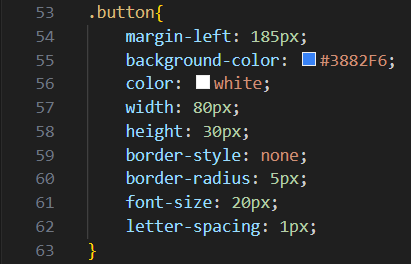 53 .button{
54 margin-left: 185px;
55 background-color: #3882F6;
56 color: white;
57 width: 80px;
58 height: 30px;
59 border-style: none;
60 border-radius: 5px;
61 font-size: 20px;
62 letter-spacing: 1px;
63 }